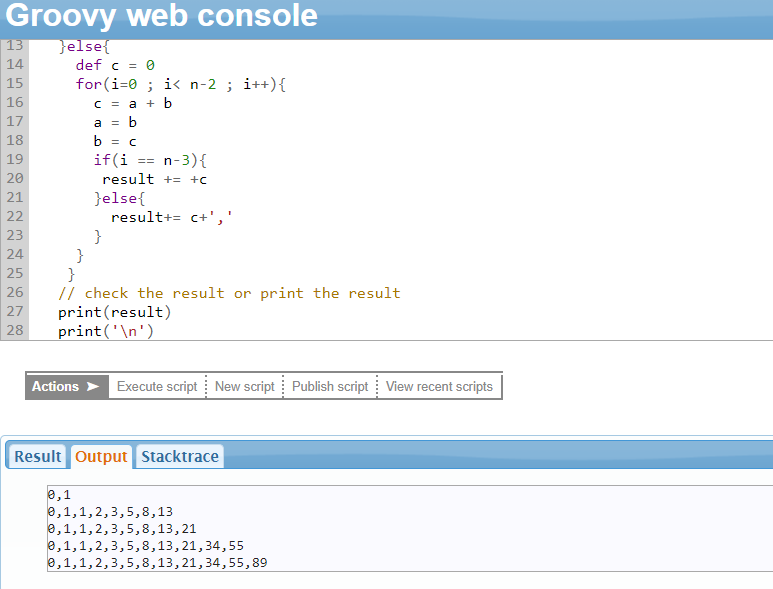 Groovy web console
13 }else{
14 def c = 0
15 for(i=0 ; i< n-2 ; i++){
16 c = a + b
17 a = b
18 b = c
19 if(i == n-3){
20 result += +c
21 }else{
22 result+= c+','
23 }
24 }
25 }
26 // check the result or print the result
27 print(result)
28 print('\n')
Actions ➤ Execute script New script Publish script View recent scripts
Result Output Stacktrace
0,1
0,1,1,2,3,5,8,13
0,1,1,2,3,5,8,13,21
0,1,1,2,3,5,8,13,21,34,55
0,1,1,2,3,5,8,13,21,34,55,89